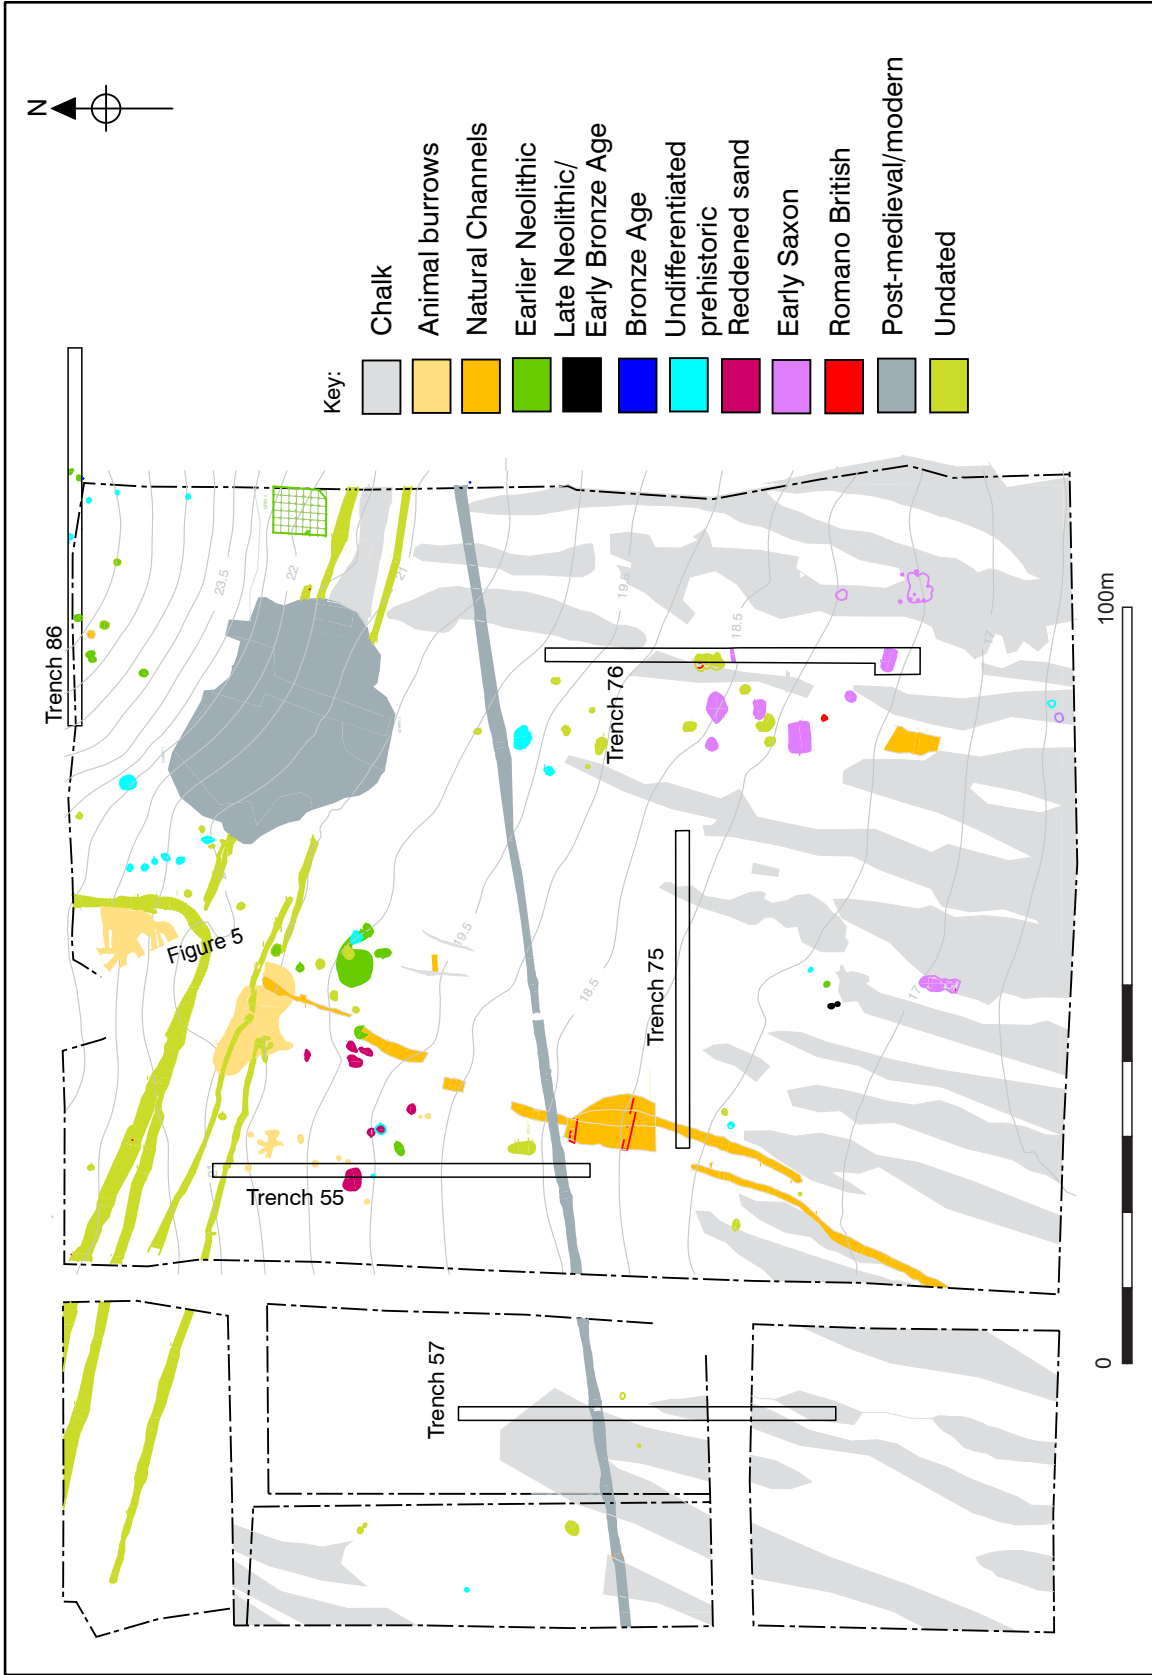 N
Key:
Chalk
Animal burrows
Natural Channels
Earlier Neolithic
Late Neolithic/
Early Bronze Age
Bronze Age
Undifferentiated
prehistoric
Reddened sand
Early Saxon
Romano British
Post-medieval/modern
Undated
Trench 86
23.5
22
21
Figure 5
19.5
19.5
18.5
Trench 76
18.5
17
Trench 75
17
21
Trench 55
Trench 57
0
100m